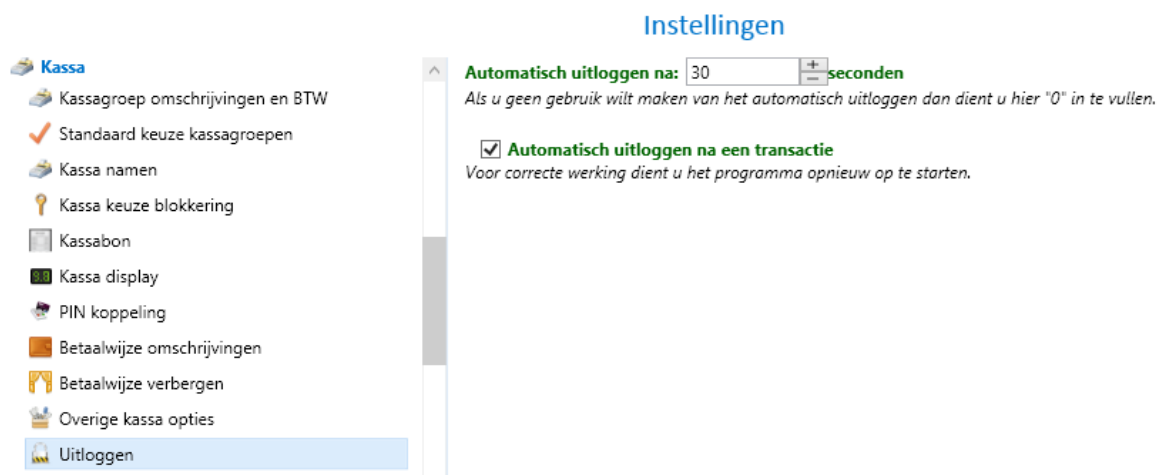 Instellingen
Kassa
Kassagroep omschrijvingen en BTW
Standaard keuze kassagroepen
Kassa namen
Kassa keuze blokkering
Kassabon
Kassa display
PIN koppeling
Betaalwijze omschrijvingen
Betaalwijze verbergen
Overige kassa opties
Uitloggen
Automatisch uitloggen na: 30 seconden
Als u geen gebruik wilt maken van het automatisch uitloggen dan dient u hier "0" in te vullen.
Automatisch uitloggen na een transactie
Voor correcte werking dient u het programma opnieuw op te starten.